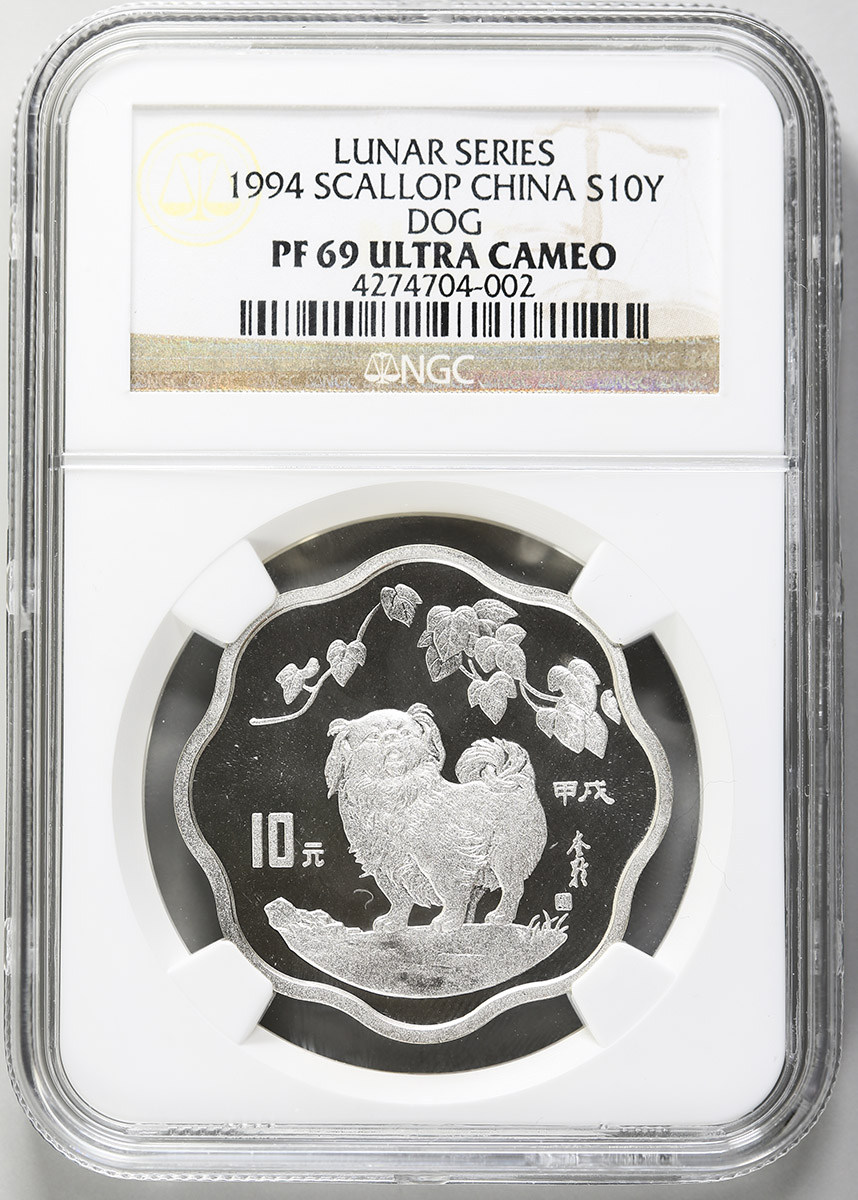 LUNAR SERIES
1994 SCALLOP CHINA S10Y
DOG
PF 69 ULTRA CAMEO
4274704-002
NGC
甲戌
10元